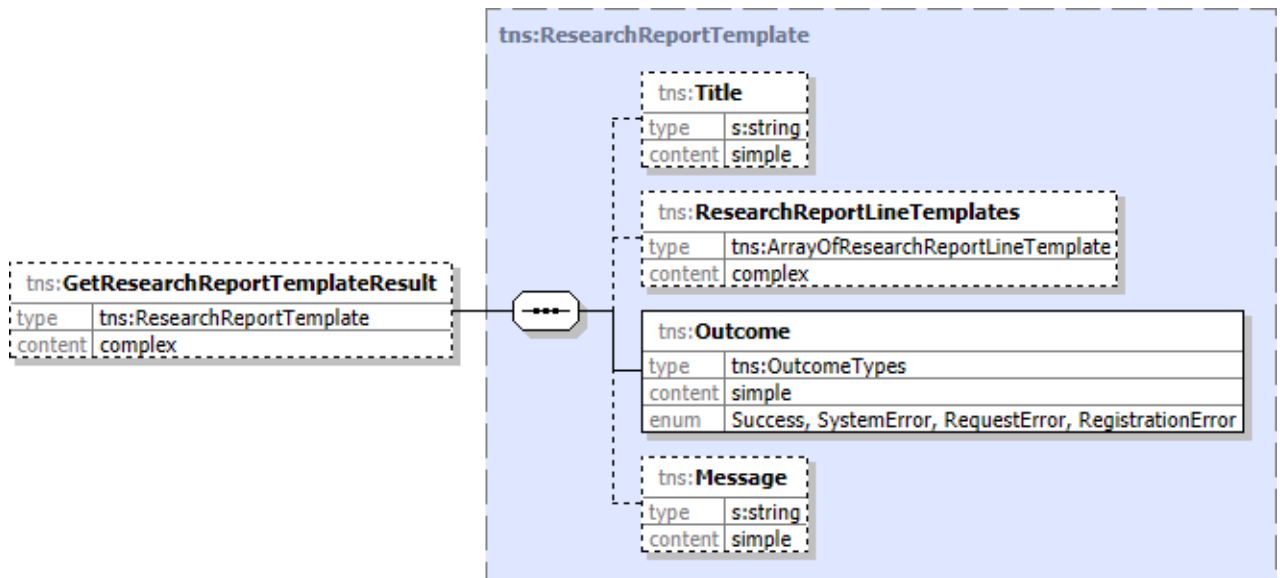 tns:ResearchReportTemplate
tns:Title
type s:string
content simple
tns:ResearchReportLineTemplates
type tns:ArrayOfResearchReportLineTemplate
content complex
tns:GetResearchReportTemplateResult
type tns:ResearchReportTemplate
content complex
tns:Outcome
type tns:OutcomeTypes
content simple
enum Success, SystemError, RequestError, RegistrationError
tns:Message
type s:string
content simple